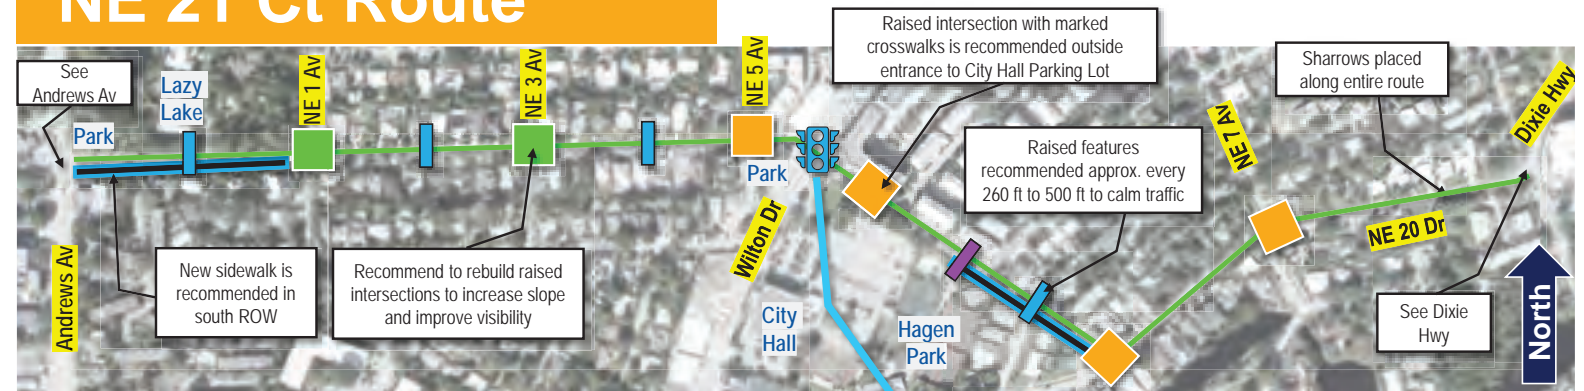 NE 21 Ct Route
See
Andrews Av
Park
Lazy
Lake
NE 1 Av
NE 3 Av
NE 5 Av
Raised intersection with marked
crosswalks is recommended outside
entrance to City Hall Parking Lot
Sharrows placed
along entire route
Dixie Hwy
NE 7 Av
Raised features
recommended approx. every
260 ft to 500 ft to calm traffic
Park
Wilton Dr
NE 20 Dr
Andrews Av
New sidewalk is
recommended in
south ROW
Recommend to rebuild raised
intersections to increase slope
and improve visibility
City
Hall
Hagen
Park
See Dixie
Hwy
North